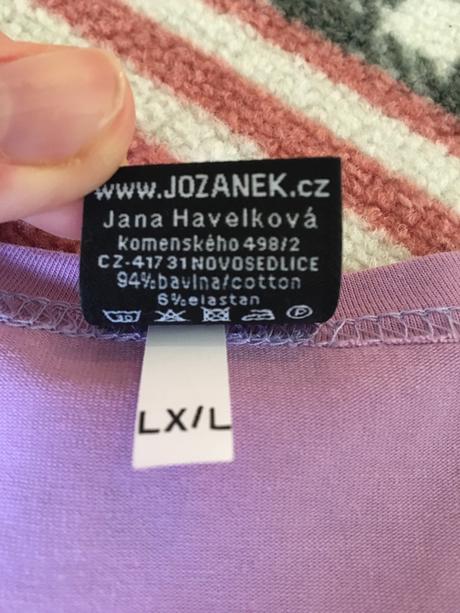 www.JOZANEK.cz
Jana Havelková
Komenského 498/2
CZ-417 31 NOVOSEDLICE
94% bavlna/cotton
6% elastan
P
LX/L